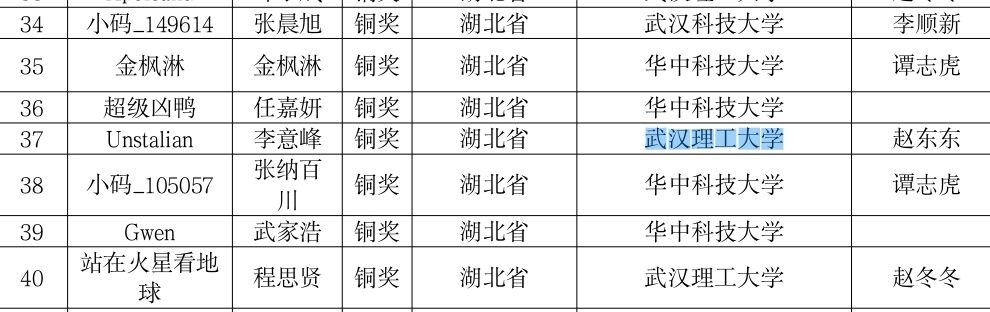 34 小码_149614 张晨旭 铜奖 湖北省 武汉科技大学 李顺新
35 金枫淋 金枫淋 铜奖 湖北省 华中科技大学 谭志虎
36 超级凶鸭 任嘉妍 铜奖 湖北省 华中科技大学
37 Unstalian 李意峰 铜奖 湖北省 武汉理工大学 赵东东
38 小码_105057 张纳百
川 铜奖 湖北省 华中科技大学 谭志虎
39 Gwen 武家浩 铜奖 湖北省 华中科技大学
40 站在火星看地
球 程思贤 铜奖 湖北省 武汉理工大学 赵冬冬